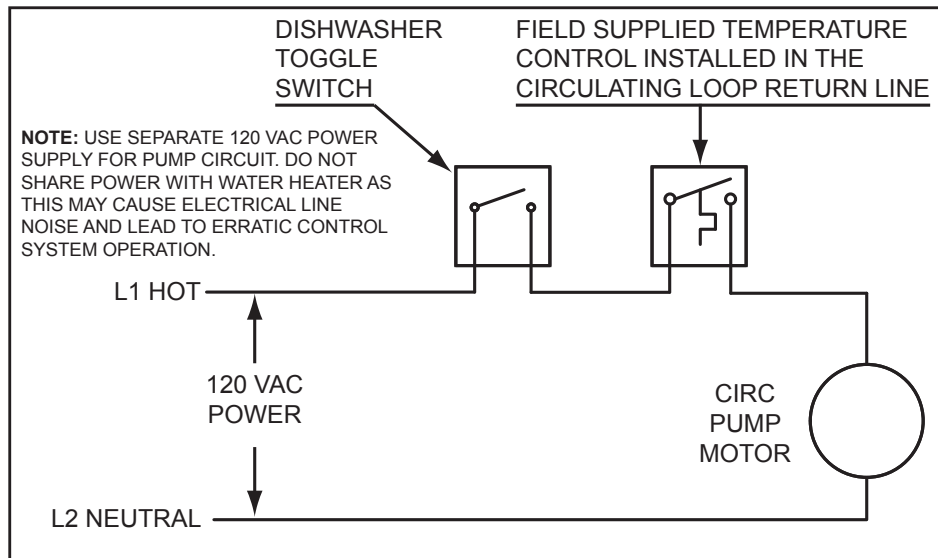 DISHWASHER
TOGGLE
SWITCH
FIELD SUPPLIED TEMPERATURE
CONTROL INSTALLED IN THE
CIRCULATING LOOP RETURN LINE
NOTE: USE SEPARATE 120 VAC POWER
SUPPLY FOR PUMP CIRCUIT. DO NOT
SHARE POWER WITH WATER HEATER AS
THIS MAY CAUSE ELECTRICAL LINE
NOISE AND LEAD TO ERRATIC CONTROL
SYSTEM OPERATION.
L1 HOT
120 VAC
POWER
CIRC
PUMP
MOTOR
L2 NEUTRAL